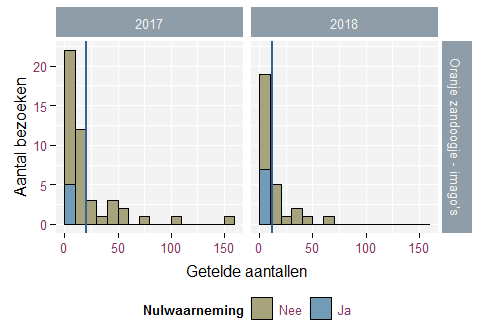 2017
2018
Aantal bezoeken
20
15
10
5
0
Oranje zandoogje - imago's
0
50
100
150
0
50
100
150
Getelde aantallen
Nulwaarneming
Nee
Ja